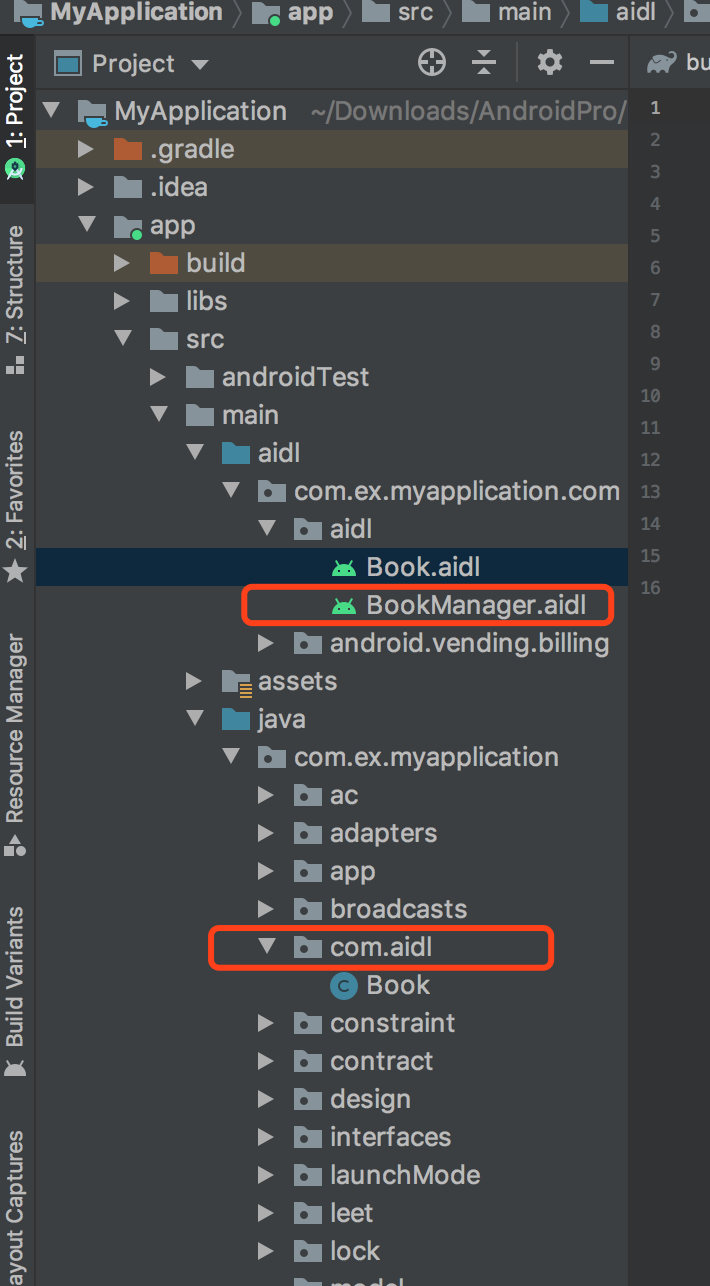 MyApplication app src main aidl
Project
bu
MyApplication ~/Downloads/AndroidPro/
.gradle
.idea
app
build
libs
src
androidTest
main
aidl
com.ex.myapplication.com
aidl
Book.aidl
BookManager.aidl
android.vending.billing
assets
java
com.ex.myapplication
ac
adapters
app
broadcasts
com.aidl
C Book
constraint
contract
design
interfaces
launchMode
leet
lock
model
1: Project
7: Structure
2: Favorites
Resource Manager
Build Variants
ayout Captures
1
2
3
4
5
6
7
8
9
10
11
12
13
14
15
16